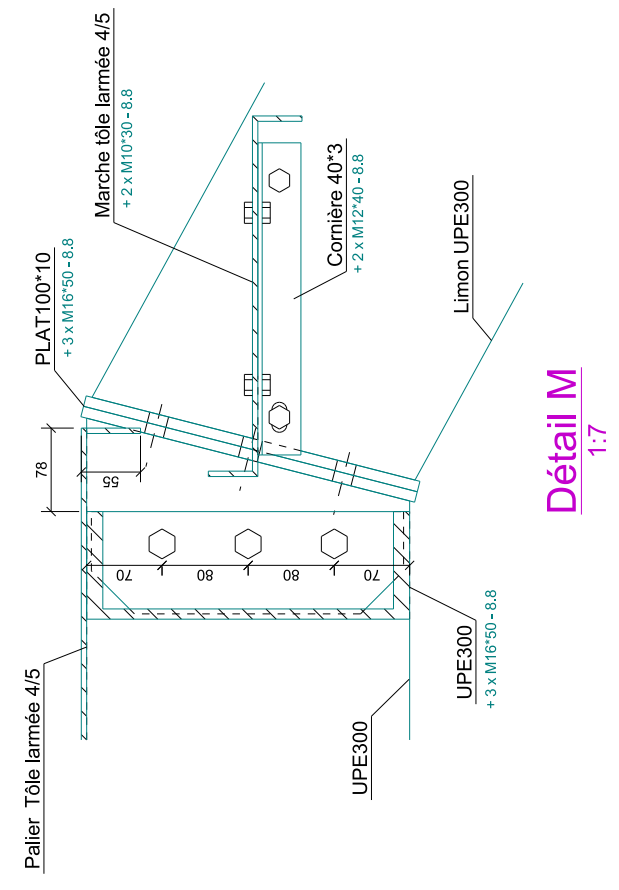 Marche tôle larmée 4/5
+ 2 x M10*30 - 8.8
PLAT100*10
+ 3 x M16*50 - 8.8
Cornière 40*3
+ 2 x M12*40 - 8.8
Limon UPE300
78
55
70
80
80
70
Palier Tôle larmée 4/5
UPE300
UPE300
+ 3 x M16*50 - 8.8
Détail M
1:7